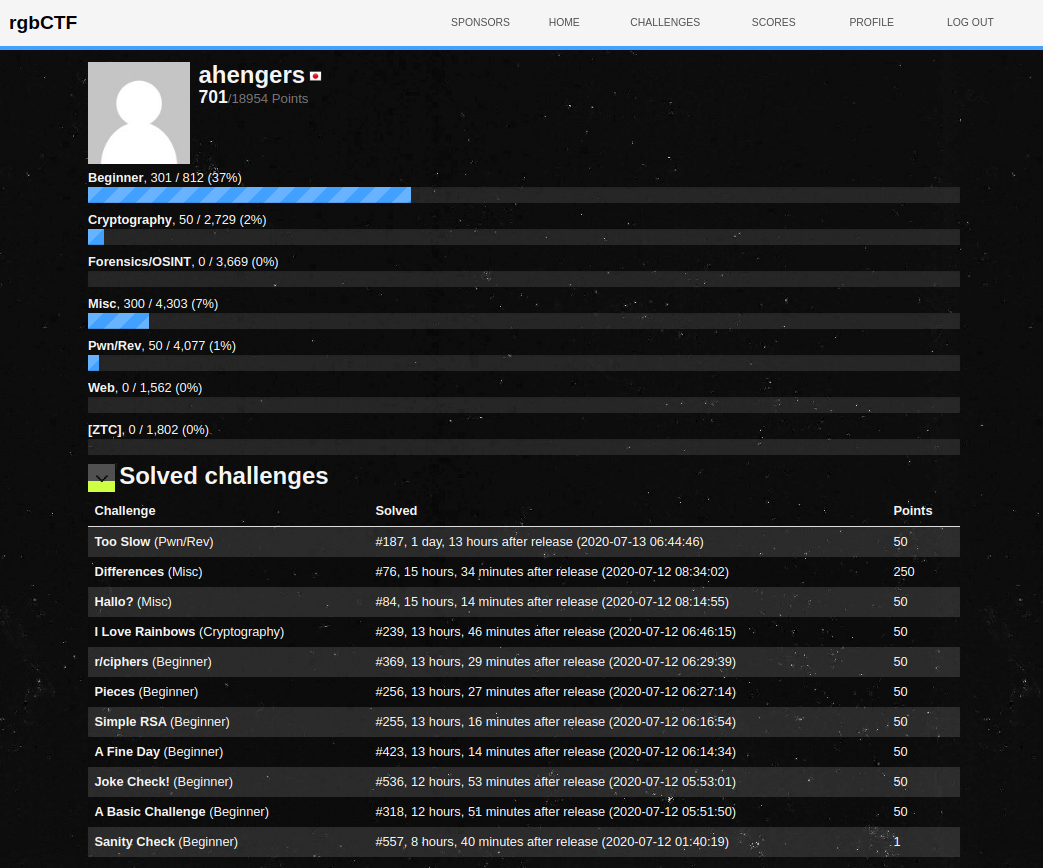 rgbCTF SPONSORS HOME CHALLENGES SCORES PROFILE LOG OUT
ahengers
701/18954 Points
Beginner, 301 / 812 (37%)
Cryptography, 50 / 2,729 (2%)
Forensics/OSINT, 0 / 3,669 (0%)
Misc, 300 / 4,303 (7%)
Pwn/Rev, 50 / 4,077 (1%)
Web, 0 / 1,562 (0%)
[ZTC], 0 / 1,802 (0%)
Solved challenges
Challenge Solved Points
Too Slow (Pwn/Rev) #187, 1 day, 13 hours after release (2020-07-13 06:44:46) 50
Differences (Misc) #76, 15 hours, 34 minutes after release (2020-07-12 08:34:02) 250
Hallo? (Misc) #84, 15 hours, 14 minutes after release (2020-07-12 08:14:55) 50
I Love Rainbows (Cryptography) #239, 13 hours, 46 minutes after release (2020-07-12 06:46:15) 50
r/ciphers (Beginner) #369, 13 hours, 29 minutes after release (2020-07-12 06:29:39) 50
Pieces (Beginner) #256, 13 hours, 27 minutes after release (2020-07-12 06:27:14) 50
Simple RSA (Beginner) #255, 13 hours, 16 minutes after release (2020-07-12 06:16:54) 50
A Fine Day (Beginner) #423, 13 hours, 14 minutes after release (2020-07-12 06:14:34) 50
Joke Check! (Beginner) #536, 12 hours, 53 minutes after release (2020-07-12 05:53:01) 50
A Basic Challenge (Beginner) #318, 12 hours, 51 minutes after release (2020-07-12 05:51:50) 50
Sanity Check (Beginner) #557, 8 hours, 40 minutes after release (2020-07-12 01:40:19) 1